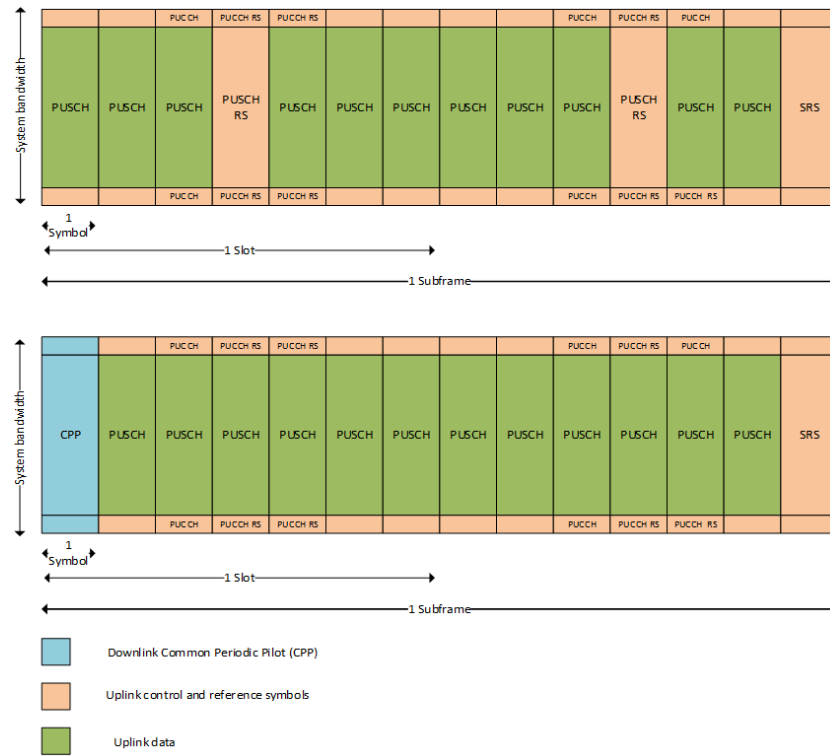 PUCCH PUCCH RS PUCCH RS PUCCH PUCCH RS PUCCH
System bandwidth
PUSCH PUSCH PUSCH PUSCH RS PUSCH PUSCH PUSCH PUSCH PUSCH PUSCH PUSCH RS PUSCH PUSCH SRS
PUCCH PUCCH RS PUCCH RS PUCCH PUCCH RS PUCCH RS
1
Symbol
1 Slot
1 Subframe
PUCCH PUCCH RS PUCCH RS PUCCH PUCCH RS PUCCH
System bandwidth
CPP PUSCH PUSCH PUSCH PUSCH PUSCH PUSCH PUSCH PUSCH PUSCH PUSCH PUSCH PUSCH SRS
PUCCH PUCCH RS PUCCH RS PUCCH PUCCH RS PUCCH RS
1
Symbol
1 Slot
1 Subframe
Downlink Common Periodic Pilot (CPP)
Uplink control and reference symbols
Uplink data